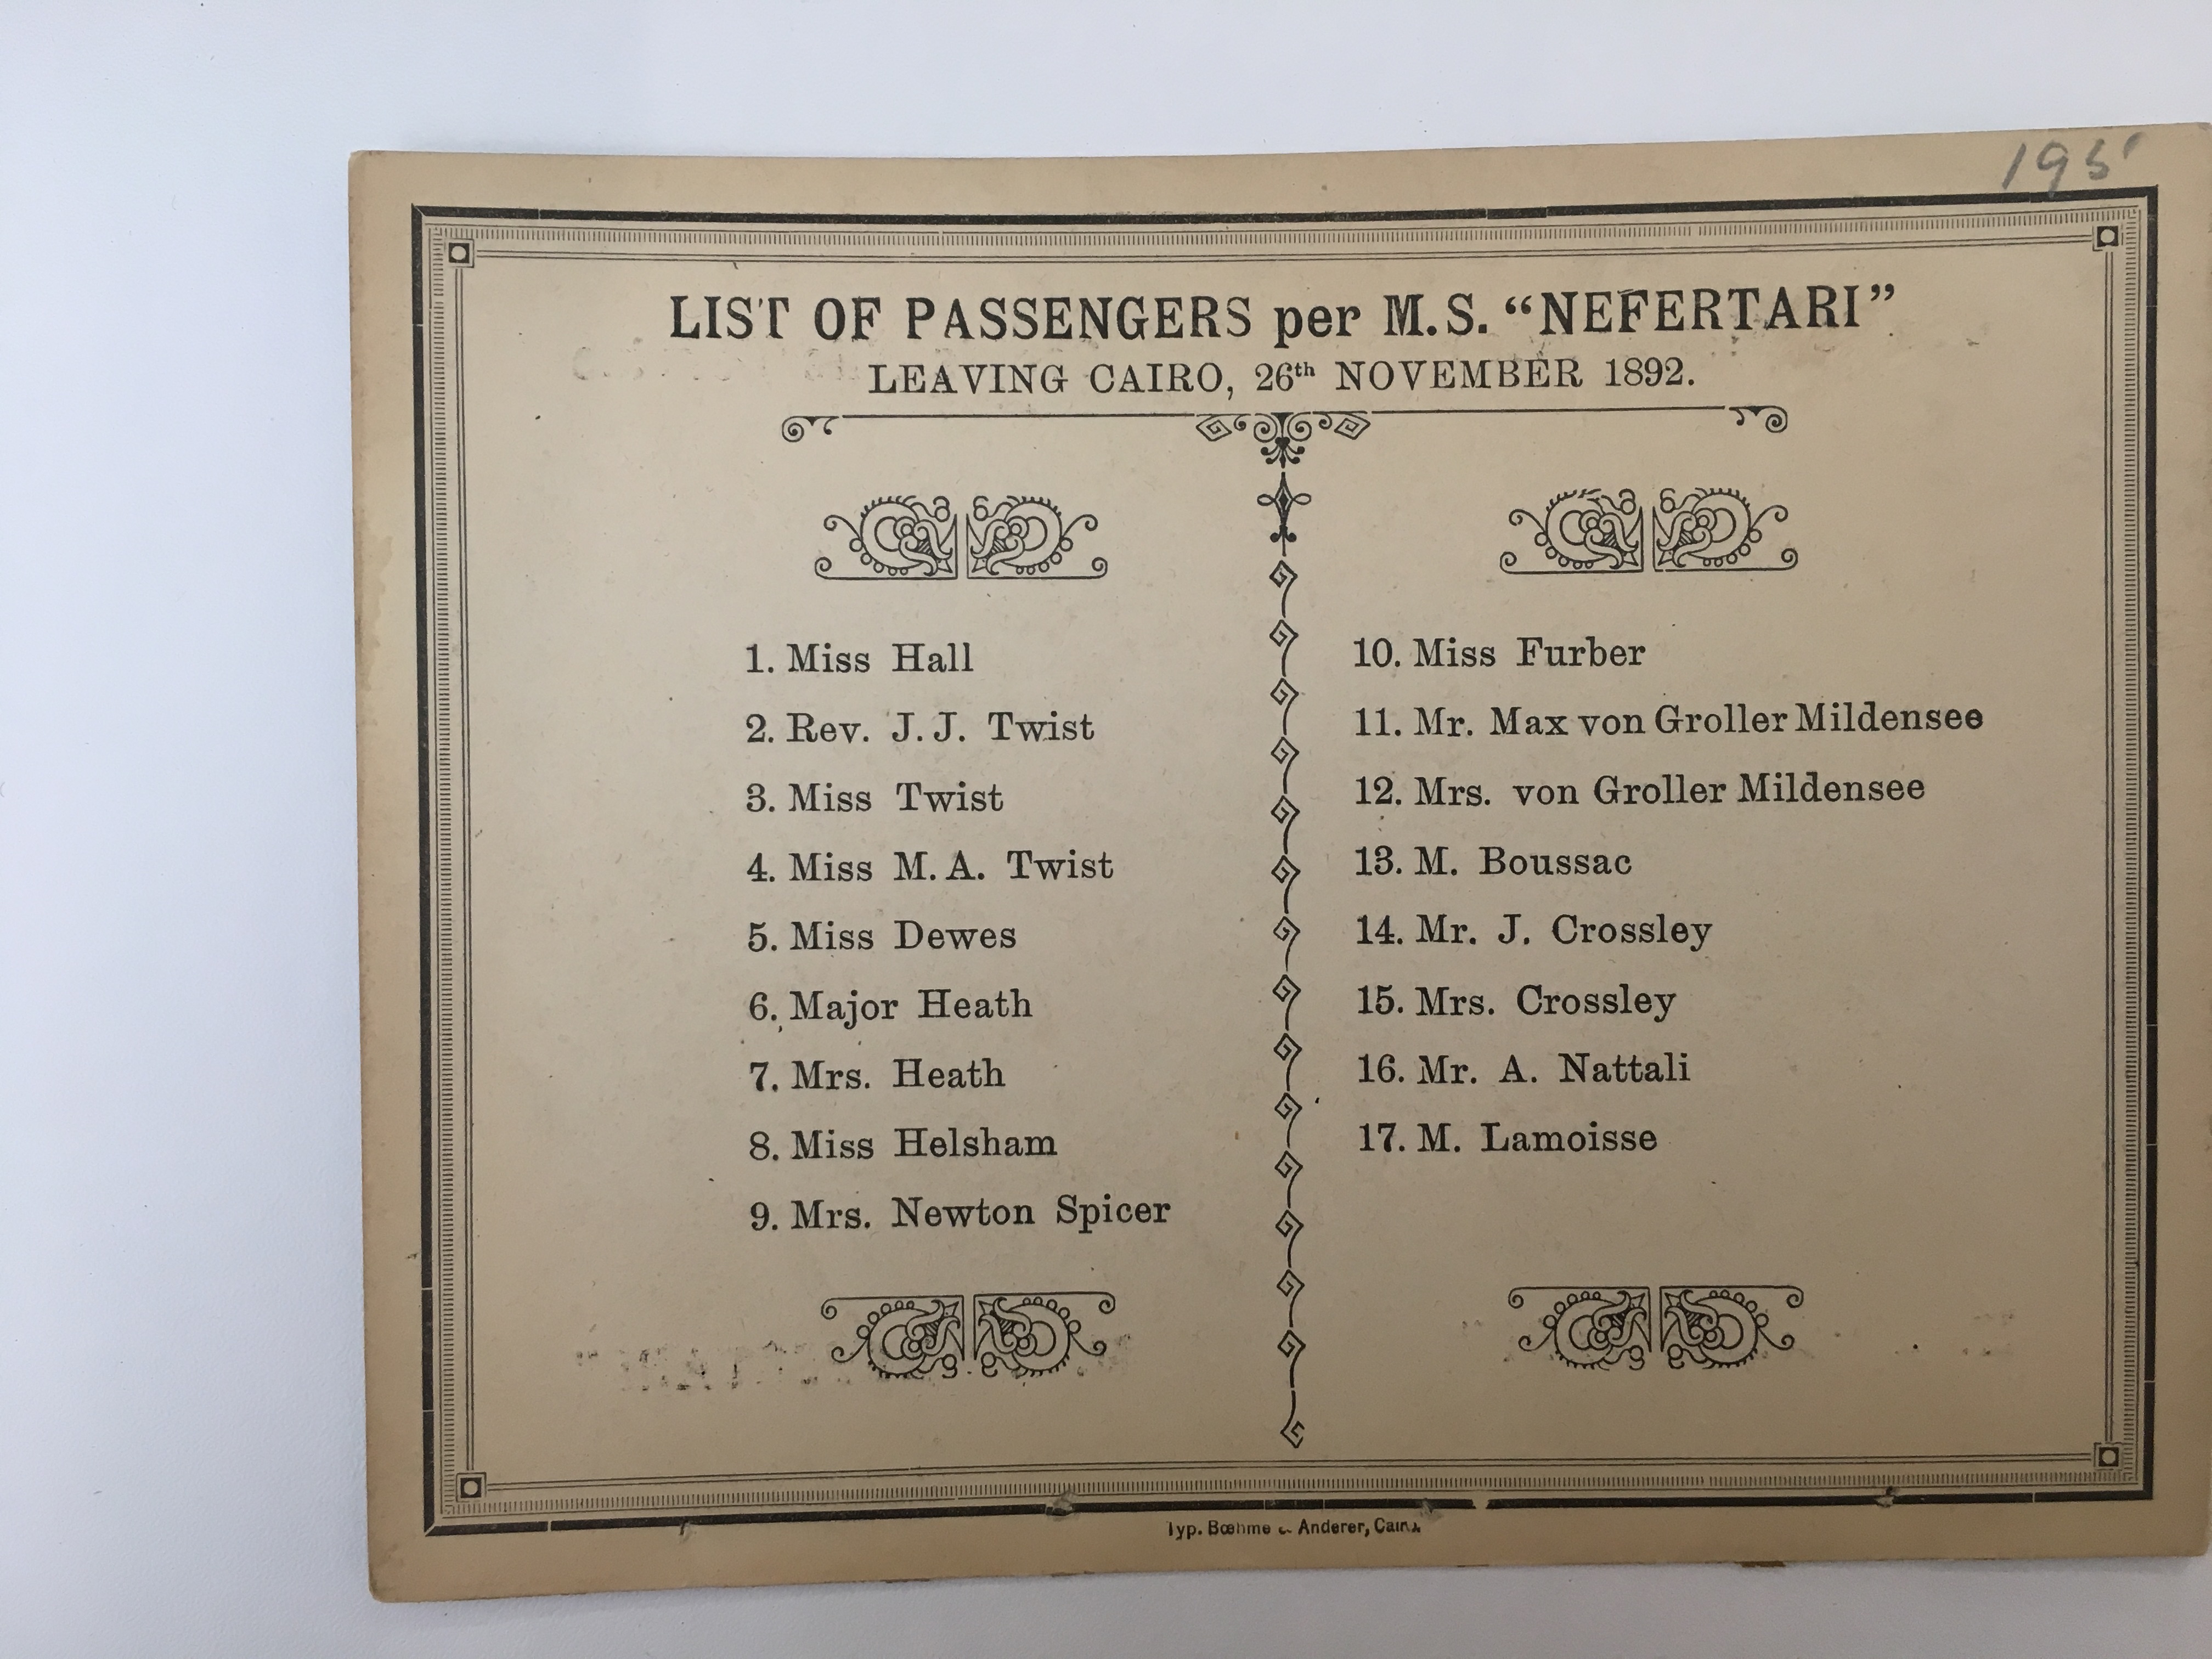 195
LIST OF PASSENGERS per M.S. “NEFERTARI”
LEAVING CAIRO, 26th NOVEMBER 1892.
1. Miss Hall
2. Rev. J. J. Twist
3. Miss Twist
4. Miss M. A. Twist
5. Miss Dewes
6. Major Heath
7. Mrs. Heath
8. Miss Helsham
9. Mrs. Newton Spicer
10. Miss Furber
11. Mr. Max von Groller Mildensee
12. Mrs. von Groller Mildensee
13. M. Boussac
14. Mr. J. Crossley
15. Mrs. Crossley
16. Mr. A. Nattali
17. M. Lamoisse
Typ. Bœhme & Anderer, Cairo.